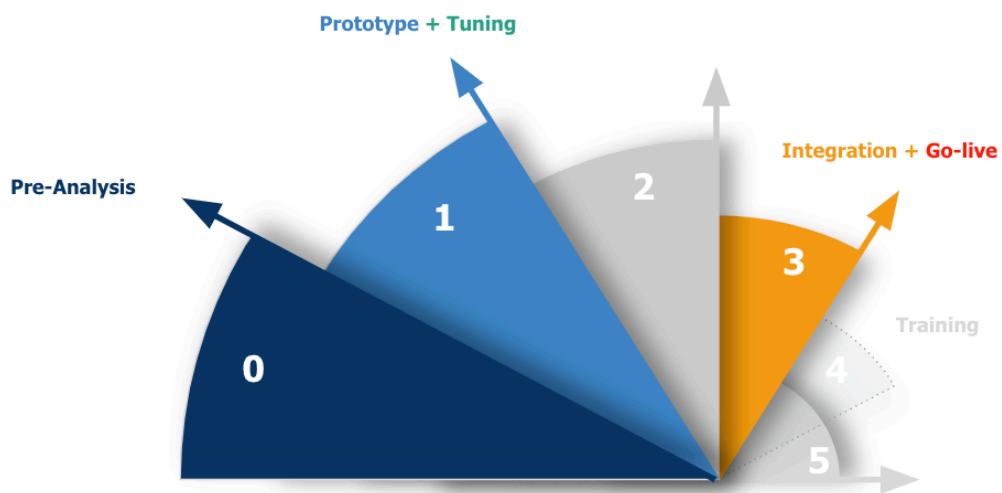 Prototype + Tuning
Integration + Go-live
Pre-Analysis
2
1
3
Training
0
4
5